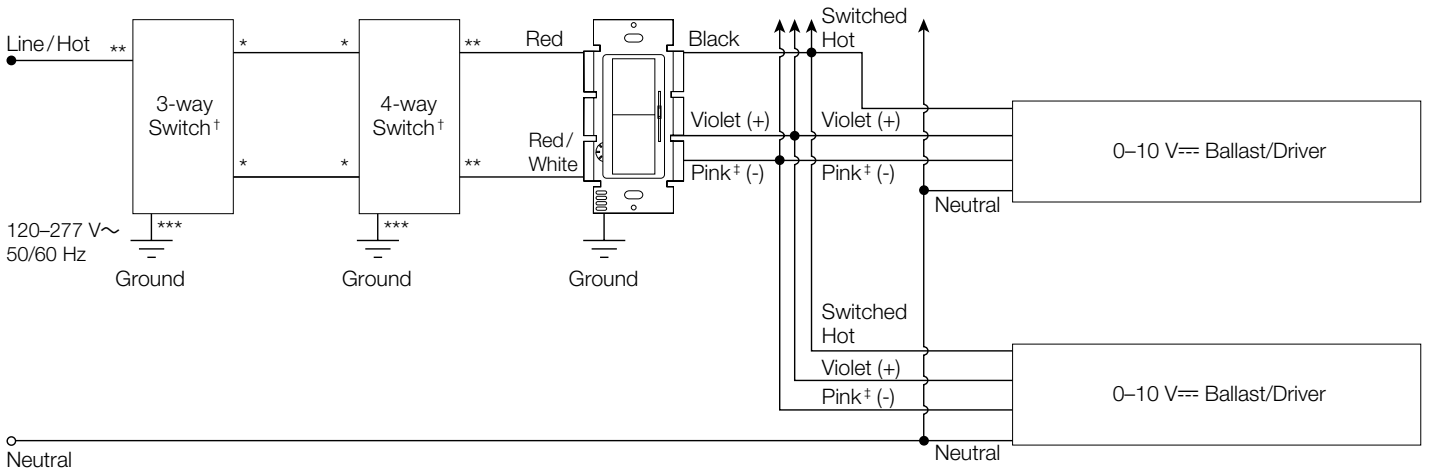 Line/Hot
**
3-way
Switch†
*
*
*
*
4-way
Switch†
**
**
Red
Red/
White
Black
Violet (+)
Pink‡ (-)
Switched
Hot
Violet (+)
Pink‡ (-)
Neutral
0–10 V⎓ Ballast/Driver
120–277 V~
50/60 Hz
***
Ground
***
Ground
Ground
Switched
Hot
Violet (+)
Pink‡ (-)
Neutral
0–10 V⎓ Ballast/Driver
Neutral